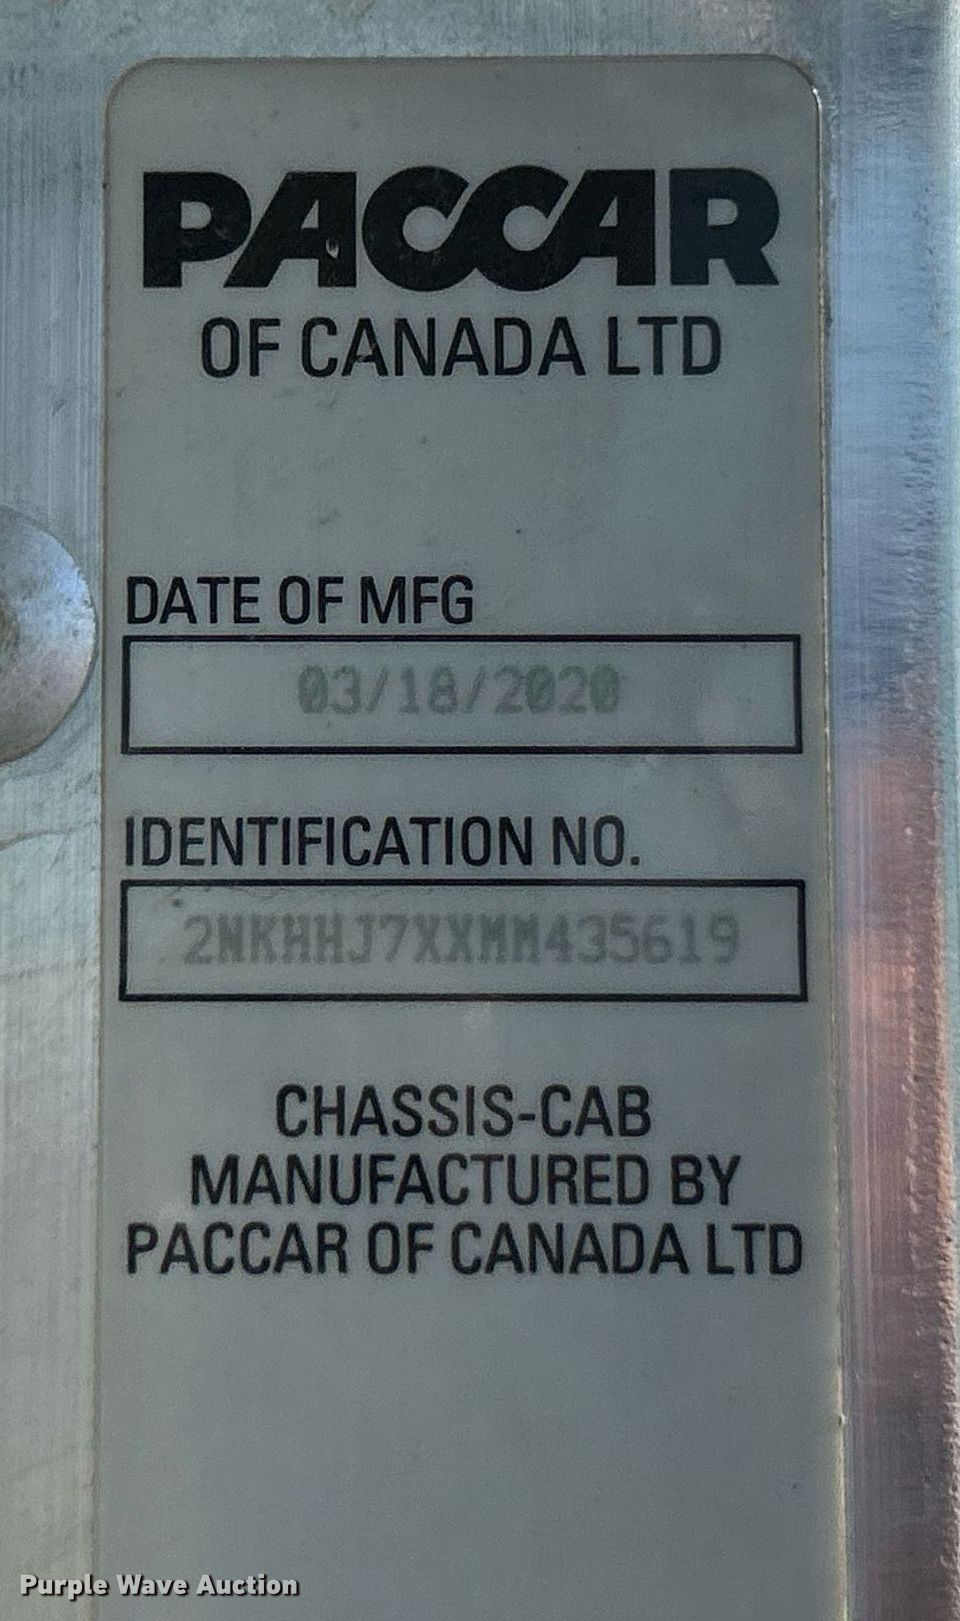 PACCAR
OF CANADA LTD
DATE OF MFG
03/18/2020
IDENTIFICATION NO.
2NKHHJ7XXMM435619
CHASSIS-CAB
MANUFACTURED BY
PACCAR OF CANADA LTD
Purple Wave Auction